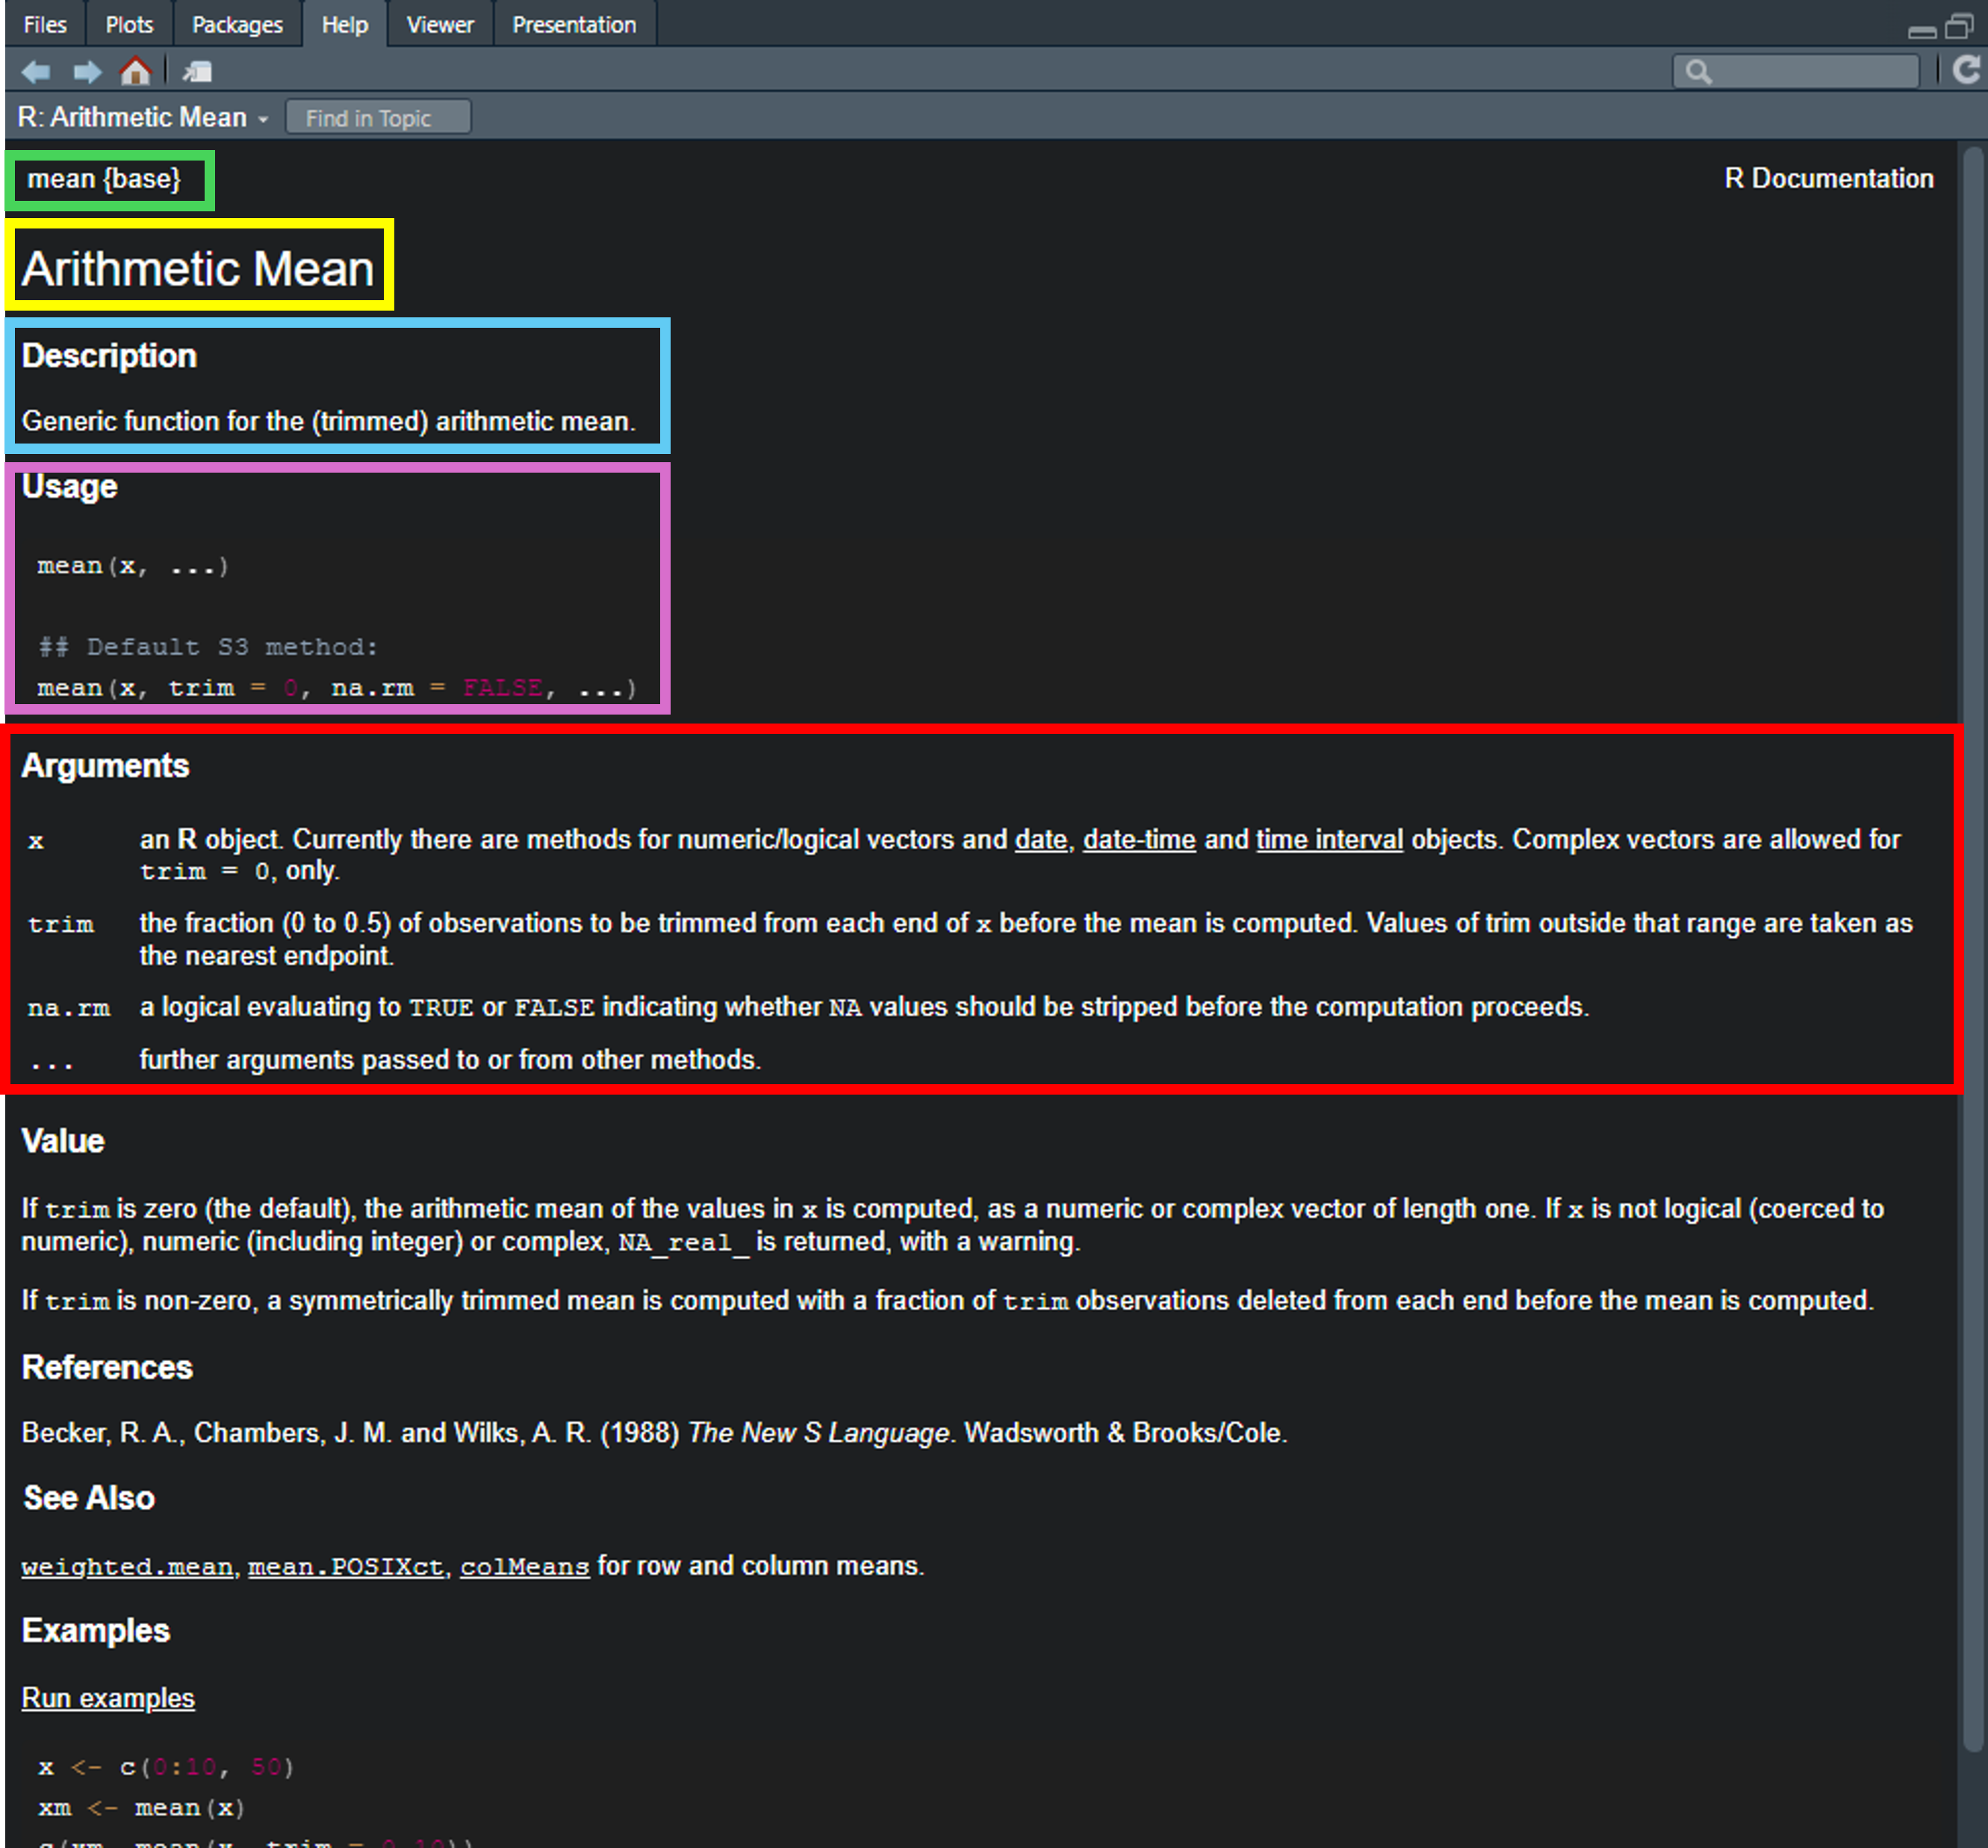 Files Plots Packages Help Viewer Presentation
R: Arithmetic Mean Find in Topic
mean {base} R Documentation
Arithmetic Mean
Description
Generic function for the (trimmed) arithmetic mean.
Usage
mean(x, ...)
## Default S3 method:
mean(x, trim = 0, na.rm = FALSE, ...)
Arguments
x an R object. Currently there are methods for numeric/logical vectors and date, date-time and time interval objects. Complex vectors are allowed for
trim = 0, only.
trim the fraction (0 to 0.5) of observations to be trimmed from each end of x before the mean is computed. Values of trim outside that range are taken as
the nearest endpoint.
na.rm a logical evaluating to TRUE or FALSE indicating whether NA values should be stripped before the computation proceeds.
... further arguments passed to or from other methods.
Value
If trim is zero (the default), the arithmetic mean of the values in x is computed, as a numeric or complex vector of length one. If x is not logical (coerced to
numeric), numeric (including integer) or complex, NA_real_ is returned, with a warning.
If trim is non-zero, a symmetrically trimmed mean is computed with a fraction of trim observations deleted from each end before the mean is computed.
References
Becker, R. A., Chambers, J. M. and Wilks, A. R. (1988) The New S Language. Wadsworth & Brooks/Cole.
See Also
weighted.mean, mean.POSIXct, colMeans for row and column means.
Examples
Run examples
x <- c(0:10, 50)
xm <- mean(x)
c(xm, mean(x, trim = 0.10))